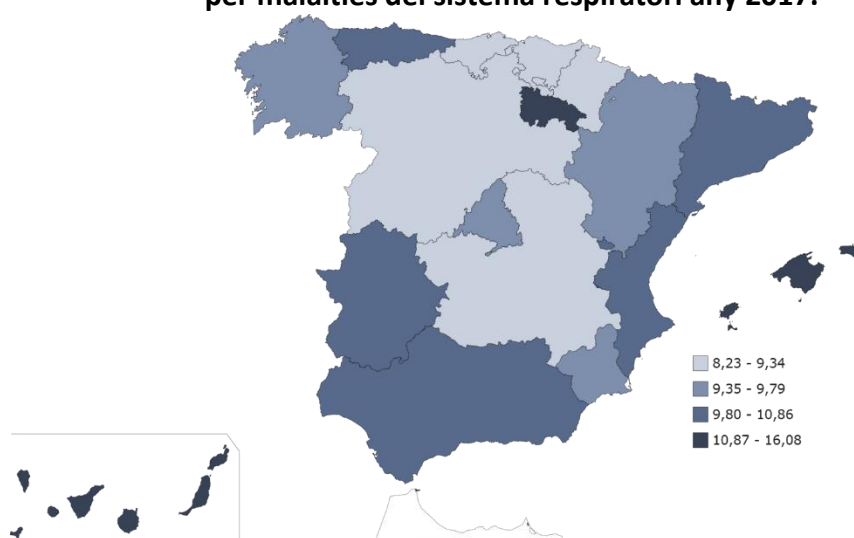 per malalties del sistema respiratori any 2017.
8,23 - 9,34
9,35 - 9,79
9,80 - 10,86
10,87 - 16,08